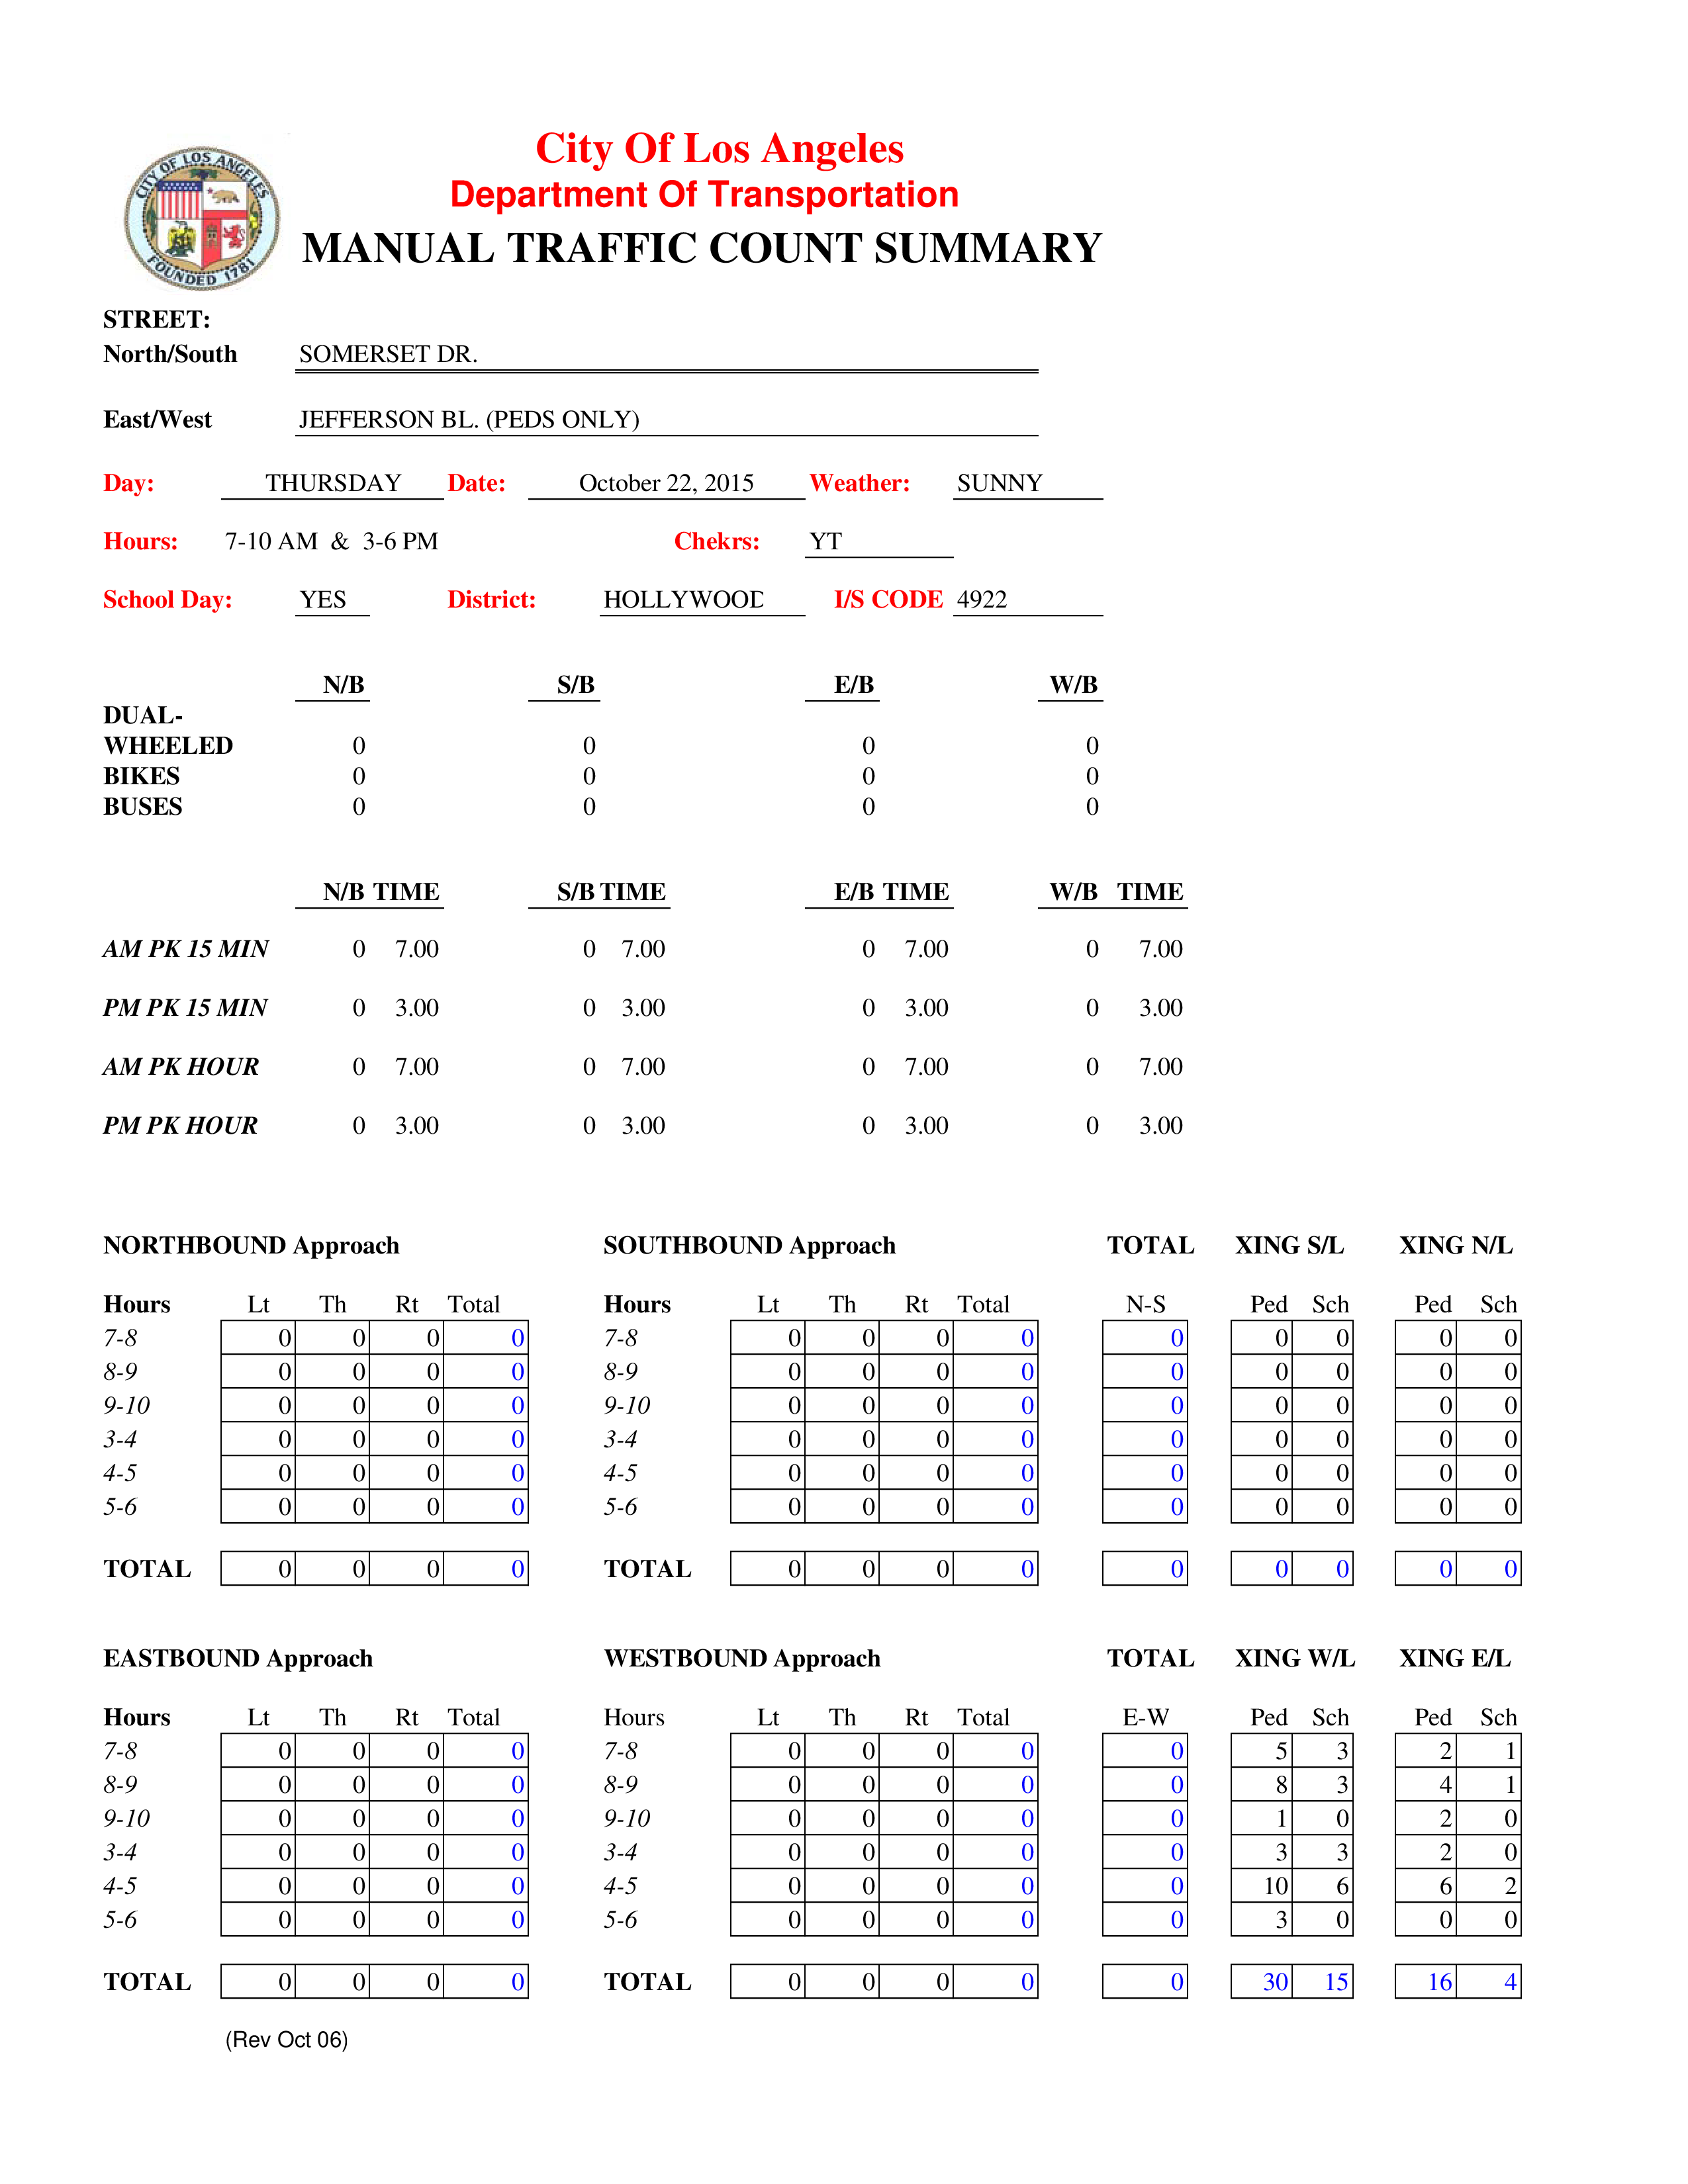 City Of Los Angeles
Department Of Transportation
MANUAL TRAFFIC COUNT SUMMARY
CITY OF LOS ANGELES
FOUNDED 1781
STREET:
North/South SOMERSET DR.
East/West JEFFERSON BL. (PEDS ONLY)
Day: THURSDAY Date: October 22, 2015 Weather: SUNNY
Hours: 7-10 AM & 3-6 PM Chekrs: YT
School Day: YES District: HOLLYWOOD I/S CODE 4922
N/B S/B E/B W/B
DUAL-
WHEELED 0 0 0 0
BIKES 0 0 0 0
BUSES 0 0 0 0
N/B TIME S/B TIME E/B TIME W/B TIME
AM PK 15 MIN 0 7.00 0 7.00 0 7.00 0 7.00
PM PK 15 MIN 0 3.00 0 3.00 0 3.00 0 3.00
AM PK HOUR 0 7.00 0 7.00 0 7.00 0 7.00
PM PK HOUR 0 3.00 0 3.00 0 3.00 0 3.00
NORTHBOUND Approach SOUTHBOUND Approach TOTAL XING S/L XING N/L
Hours Lt Th Rt Total Hours Lt Th Rt Total N-S Ped Sch Ped Sch
7-8 0 0 0 0 7-8 0 0 0 0 0 0 0 0 0
8-9 0 0 0 0 8-9 0 0 0 0 0 0 0 0 0
9-10 0 0 0 0 9-10 0 0 0 0 0 0 0 0 0
3-4 0 0 0 0 3-4 0 0 0 0 0 0 0 0 0
4-5 0 0 0 0 4-5 0 0 0 0 0 0 0 0 0
5-6 0 0 0 0 5-6 0 0 0 0 0 0 0 0 0
TOTAL 0 0 0 0 TOTAL 0 0 0 0 0 0 0 0 0
EASTBOUND Approach WESTBOUND Approach TOTAL XING W/L XING E/L
Hours Lt Th Rt Total Hours Lt Th Rt Total E-W Ped Sch Ped Sch
7-8 0 0 0 0 7-8 0 0 0 0 0 5 3 2 1
8-9 0 0 0 0 8-9 0 0 0 0 0 8 3 4 1
9-10 0 0 0 0 9-10 0 0 0 0 0 1 0 2 0
3-4 0 0 0 0 3-4 0 0 0 0 0 3 3 2 0
4-5 0 0 0 0 4-5 0 0 0 0 0 10 6 6 2
5-6 0 0 0 0 5-6 0 0 0 0 0 3 0 0 0
TOTAL 0 0 0 0 TOTAL 0 0 0 0 0 30 15 16 4
(Rev Oct 06)